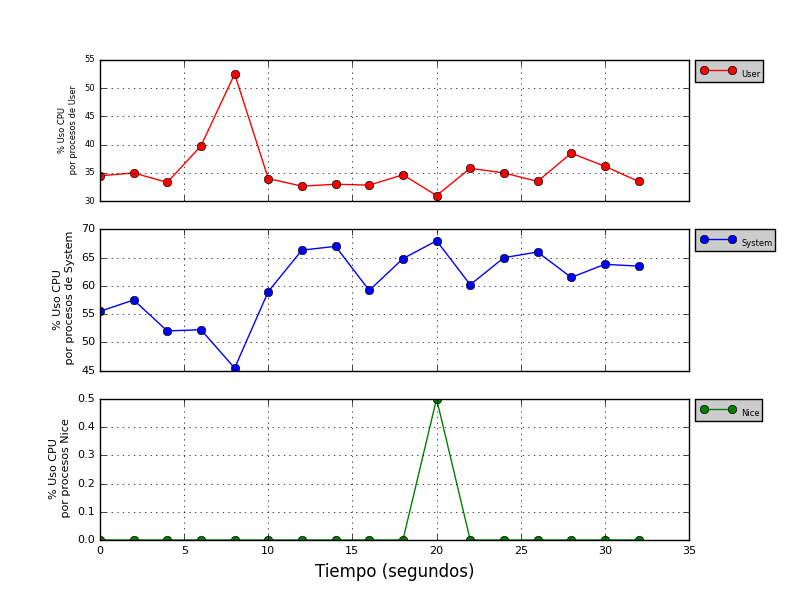 55
50
45
40
35
30
% Uso CPU
por procesos de User
User
70
65
60
55
50
45
% Uso CPU
por procesos de System
System
0.5
0.4
0.3
0.2
0.1
0.0
% Uso CPU
por procesos Nice
Nice
0 5 10 15 20 25 30 35
Tiempo (segundos)